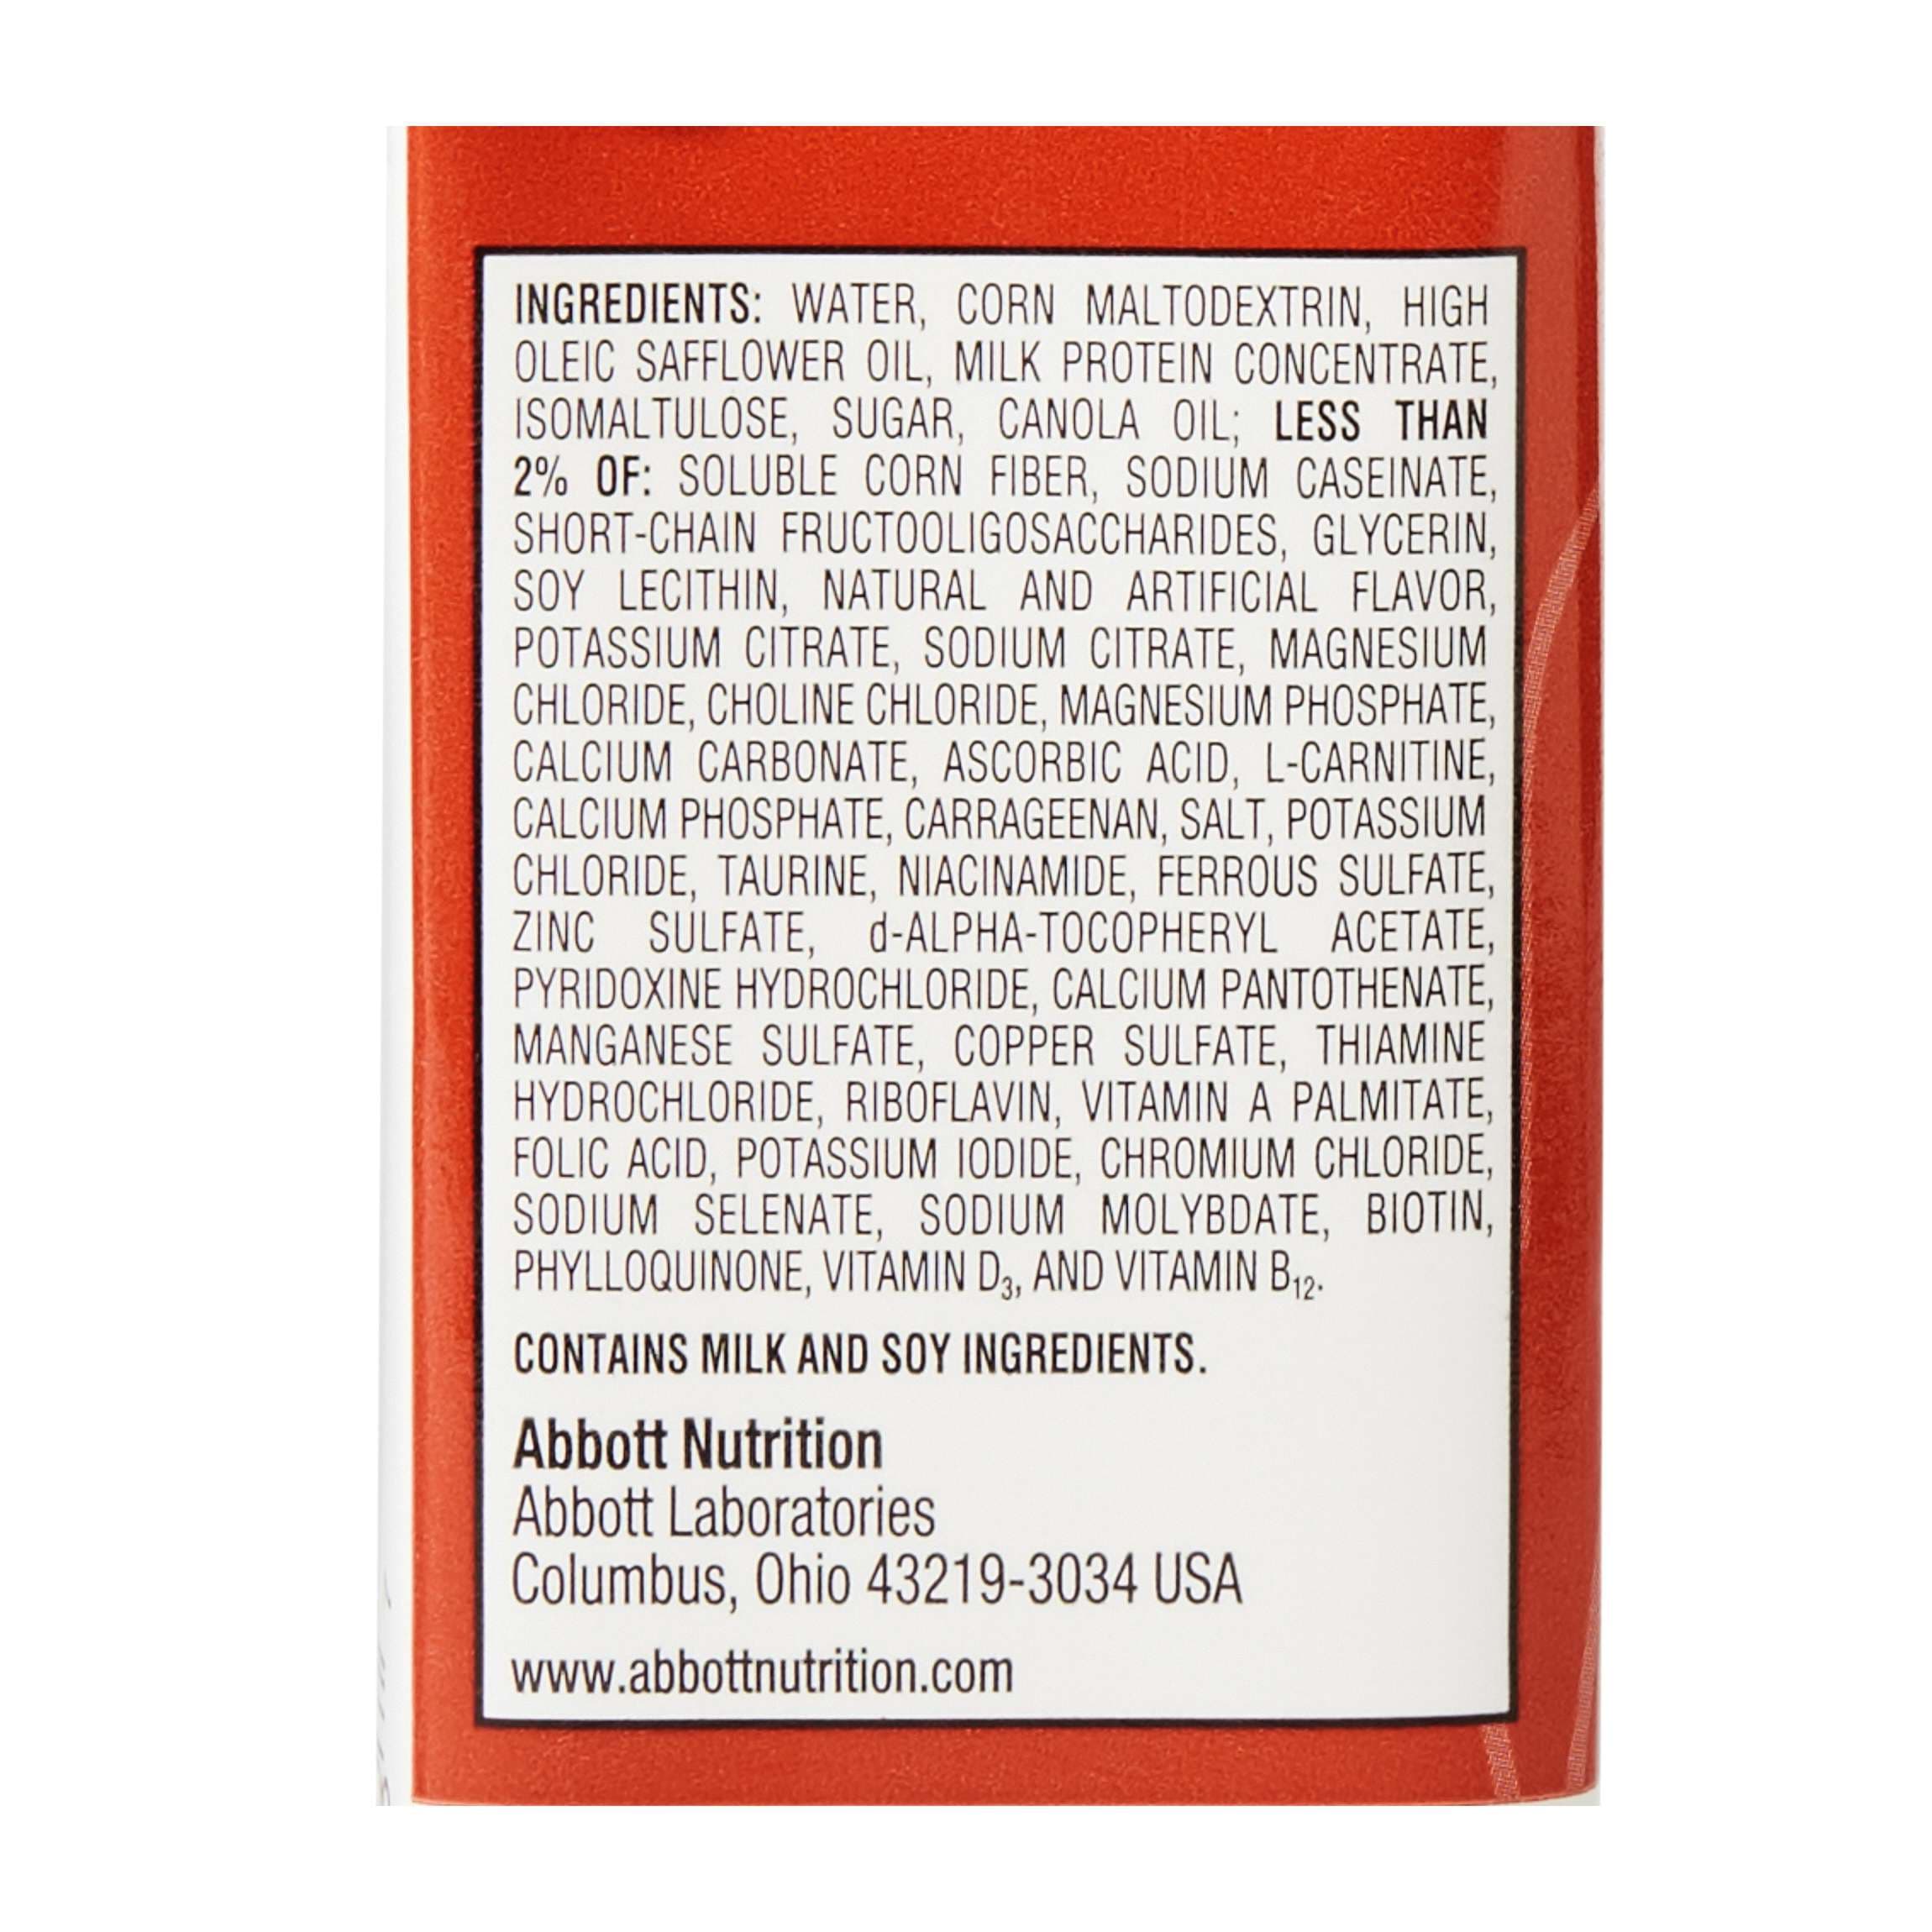 INGREDIENTS: WATER, CORN MALTODEXTRIN, HIGH
OLEIC SAFFLOWER OIL, MILK PROTEIN CONCENTRATE,
ISOMALTULOSE, SUGAR, CANOLA OIL; LESS THAN
2% OF: SOLUBLE CORN FIBER, SODIUM CASEINATE,
SHORT-CHAIN FRUCTOOLIGOSACCHARIDES, GLYCERIN,
SOY LECITHIN, NATURAL AND ARTIFICIAL FLAVOR,
POTASSIUM CITRATE, SODIUM CITRATE, MAGNESIUM
CHLORIDE, CHOLINE CHLORIDE, MAGNESIUM PHOSPHATE,
CALCIUM CARBONATE, ASCORBIC ACID, L-CARNITINE,
CALCIUM PHOSPHATE, CARRAGEENAN, SALT, POTASSIUM
CHLORIDE, TAURINE, NIACINAMIDE, FERROUS SULFATE,
ZINC SULFATE, d-ALPHA-TOCOPHERYL ACETATE,
PYRIDOXINE HYDROCHLORIDE, CALCIUM PANTOTHENATE,
MANGANESE SULFATE, COPPER SULFATE, THIAMINE
HYDROCHLORIDE, RIBOFLAVIN, VITAMIN A PALMITATE,
FOLIC ACID, POTASSIUM IODIDE, CHROMIUM CHLORIDE,
SODIUM SELENATE, SODIUM MOLYBDATE, BIOTIN,
PHYLLOQUINONE, VITAMIN D₃, AND VITAMIN B₁₂.
CONTAINS MILK AND SOY INGREDIENTS.
Abbott Nutrition
Abbott Laboratories
Columbus, Ohio 43219-3034 USA
www.abbottnutrition.com